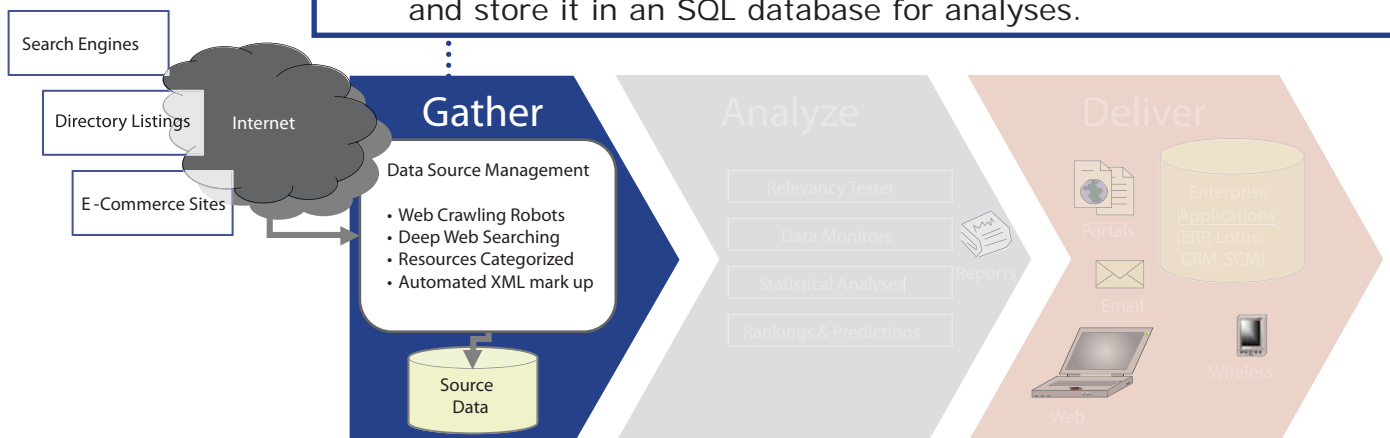 and store it in an SQL database for analyses.
Search Engines
Directory Listings
E-Commerce Sites
Internet
Gather
Data Source Management
• Web Crawling Robots
• Deep Web Searching
• Resources Categorized
• Automated XML mark up
Source
Data
Analyze
Relevancy Tester
Data Monitors
Statistical Analyses
Rankings & Predictions
Reports
Deliver
Portals
Email
Web
Enterprise
Applications
(ERP, Lotus,
CRM, SCM)
Wireless